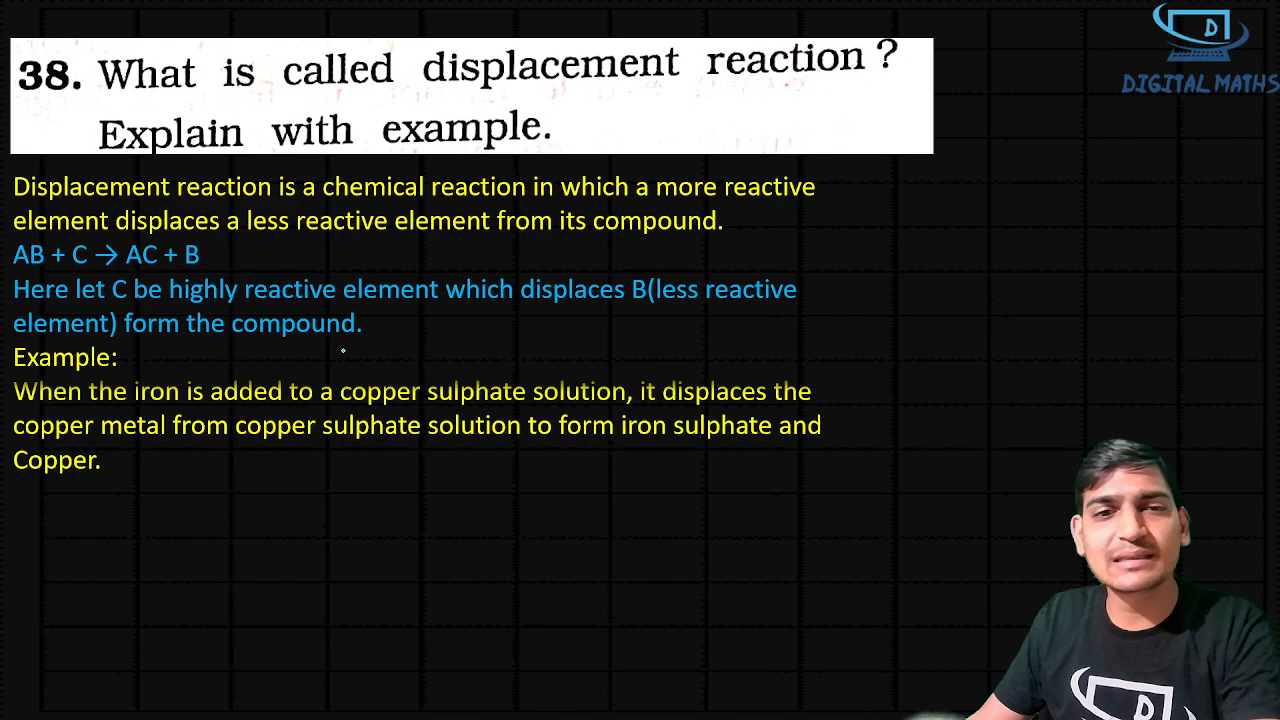 D
DIGITAL MATHS
38. What is called displacement reaction ?
Explain with example.
Displacement reaction is a chemical reaction in which a more reactive
element displaces a less reactive element from its compound.
AB + C → AC + B
Here let C be highly reactive element which displaces B(less reactive
element) form the compound.
Example:
When the iron is added to a copper sulphate solution, it displaces the
copper metal from copper sulphate solution to form iron sulphate and
Copper.
D